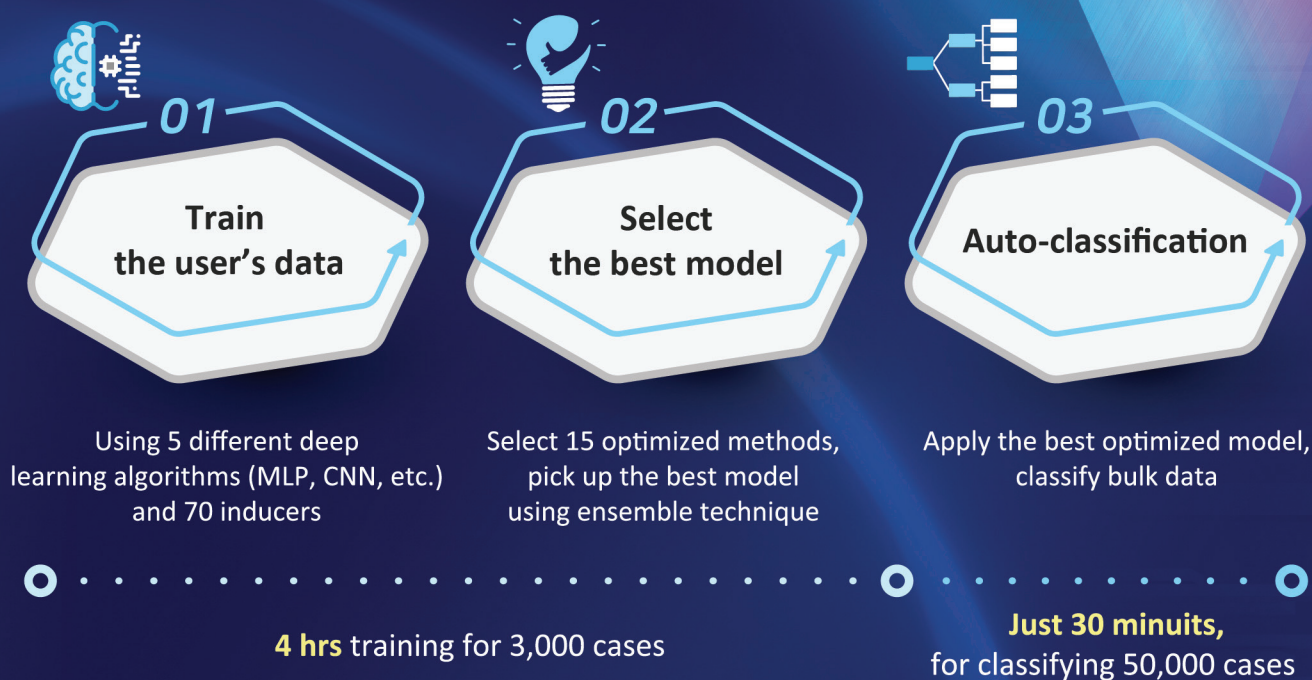 01
Train
the user’s data
Using 5 different deep
learning algorithms (MLP, CNN, etc.)
and 70 inducers
02
Select
the best model
Select 15 optimized methods,
pick up the best model
using ensemble technique
03
Auto-classification
Apply the best optimized model,
classify bulk data
4 hrs training for 3,000 cases
Just 30 minuits,
for classifying 50,000 cases